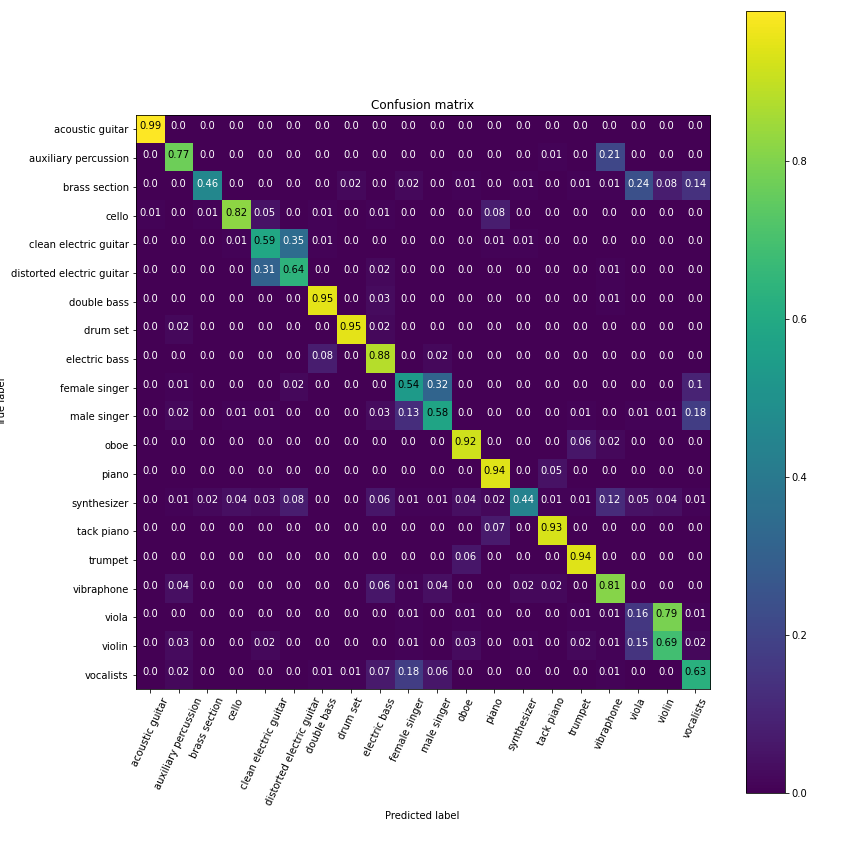 Confusion matrix
acoustic guitar 0.99 0.0 0.0 0.0 0.0 0.0 0.0 0.0 0.0 0.0 0.0 0.0 0.0 0.0 0.0 0.0 0.0 0.0 0.0 0.0
auxiliary percussion 0.0 0.77 0.0 0.0 0.0 0.0 0.0 0.0 0.0 0.0 0.0 0.0 0.0 0.0 0.01 0.0 0.21 0.0 0.0 0.0
brass section 0.0 0.0 0.46 0.0 0.0 0.0 0.0 0.02 0.0 0.02 0.0 0.01 0.0 0.01 0.0 0.01 0.01 0.24 0.08 0.14
cello 0.01 0.0 0.01 0.82 0.05 0.0 0.01 0.0 0.01 0.0 0.0 0.0 0.08 0.0 0.0 0.0 0.0 0.0 0.0 0.0
clean electric guitar 0.0 0.0 0.0 0.01 0.59 0.35 0.01 0.0 0.0 0.0 0.0 0.0 0.01 0.01 0.0 0.0 0.0 0.0 0.0 0.0
distorted electric guitar 0.0 0.0 0.0 0.0 0.31 0.64 0.0 0.0 0.02 0.0 0.0 0.0 0.0 0.0 0.0 0.0 0.01 0.0 0.0 0.0
double bass 0.0 0.0 0.0 0.0 0.0 0.0 0.95 0.0 0.03 0.0 0.0 0.0 0.0 0.0 0.0 0.0 0.01 0.0 0.0 0.0
drum set 0.0 0.02 0.0 0.0 0.0 0.0 0.0 0.95 0.02 0.0 0.0 0.0 0.0 0.0 0.0 0.0 0.0 0.0 0.0 0.0
electric bass 0.0 0.0 0.0 0.0 0.0 0.0 0.08 0.0 0.88 0.0 0.02 0.0 0.0 0.0 0.0 0.0 0.0 0.0 0.0 0.0
female singer 0.0 0.01 0.0 0.0 0.0 0.02 0.0 0.0 0.0 0.54 0.32 0.0 0.0 0.0 0.0 0.0 0.0 0.0 0.0 0.1
male singer 0.0 0.02 0.0 0.01 0.01 0.0 0.0 0.0 0.03 0.13 0.58 0.0 0.0 0.0 0.0 0.01 0.0 0.01 0.01 0.18
oboe 0.0 0.0 0.0 0.0 0.0 0.0 0.0 0.0 0.0 0.0 0.0 0.92 0.0 0.0 0.0 0.06 0.02 0.0 0.0 0.0
piano 0.0 0.0 0.0 0.0 0.0 0.0 0.0 0.0 0.0 0.0 0.0 0.0 0.94 0.0 0.05 0.0 0.0 0.0 0.0 0.0
synthesizer 0.0 0.01 0.02 0.04 0.03 0.08 0.0 0.0 0.06 0.01 0.01 0.04 0.02 0.44 0.01 0.01 0.12 0.05 0.04 0.01
tack piano 0.0 0.0 0.0 0.0 0.0 0.0 0.0 0.0 0.0 0.0 0.0 0.0 0.07 0.0 0.93 0.0 0.0 0.0 0.0 0.0
trumpet 0.0 0.0 0.0 0.0 0.0 0.0 0.0 0.0 0.0 0.0 0.0 0.06 0.0 0.0 0.0 0.94 0.0 0.0 0.0 0.0
vibraphone 0.0 0.04 0.0 0.0 0.0 0.0 0.0 0.0 0.06 0.01 0.04 0.0 0.0 0.02 0.02 0.0 0.81 0.0 0.0 0.0
viola 0.0 0.0 0.0 0.0 0.0 0.0 0.0 0.0 0.0 0.01 0.0 0.01 0.0 0.0 0.0 0.01 0.01 0.16 0.79 0.01
violin 0.0 0.03 0.0 0.0 0.02 0.0 0.0 0.0 0.0 0.01 0.0 0.03 0.0 0.01 0.0 0.02 0.01 0.15 0.69 0.02
vocalists 0.0 0.02 0.0 0.0 0.0 0.0 0.01 0.01 0.07 0.18 0.06 0.0 0.0 0.0 0.0 0.0 0.01 0.0 0.0 0.63
acoustic guitar
auxiliary percussion
brass section
cello
clean electric guitar
distorted electric guitar
double bass
drum set
electric bass
female singer
male singer
oboe
piano
synthesizer
tack piano
trumpet
vibraphone
viola
violin
vocalists
Predicted label
0.8
0.6
0.4
0.2
0.0